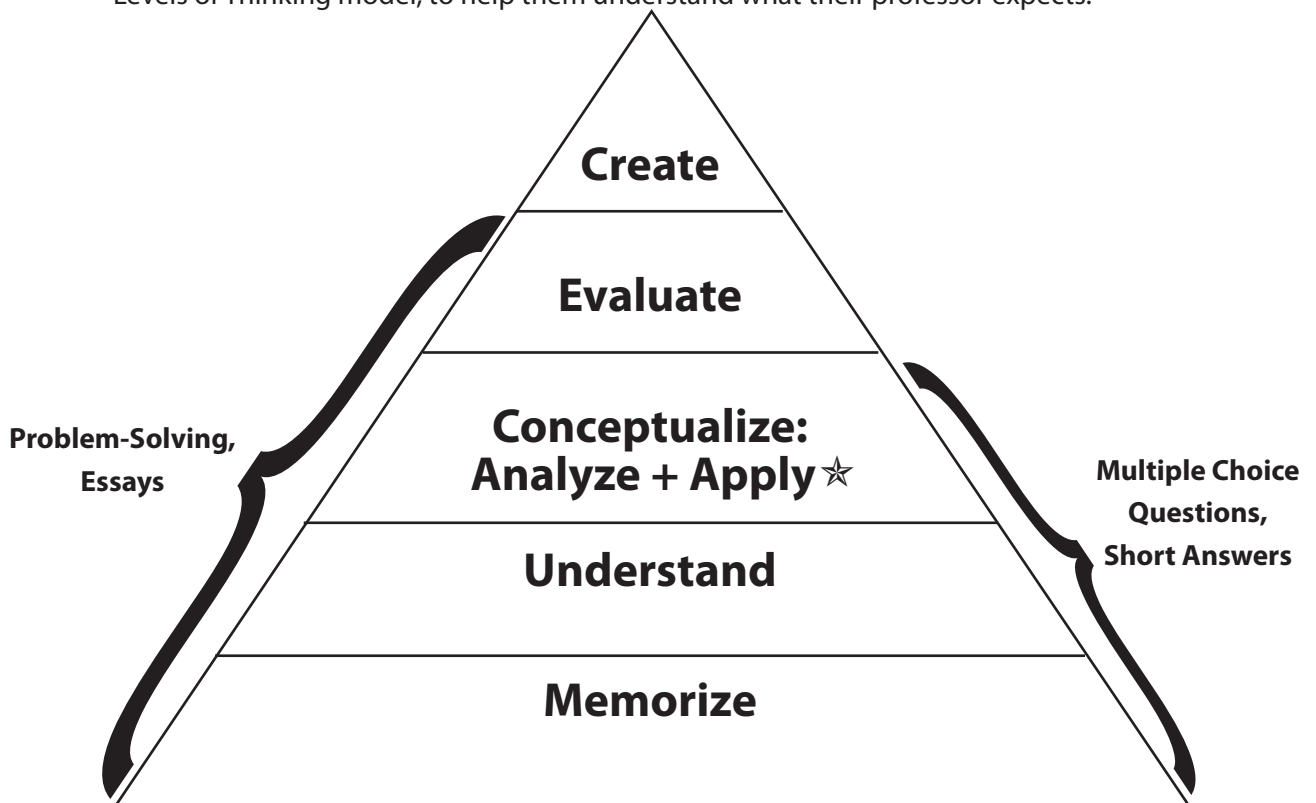 Levels of Thinking model, to help them understand what their professor expects.
Create
Evaluate
Conceptualize:
Analyze + Apply✯
Problem-Solving,
Essays
Multiple Choice
Questions,
Short Answers
Understand
Memorize